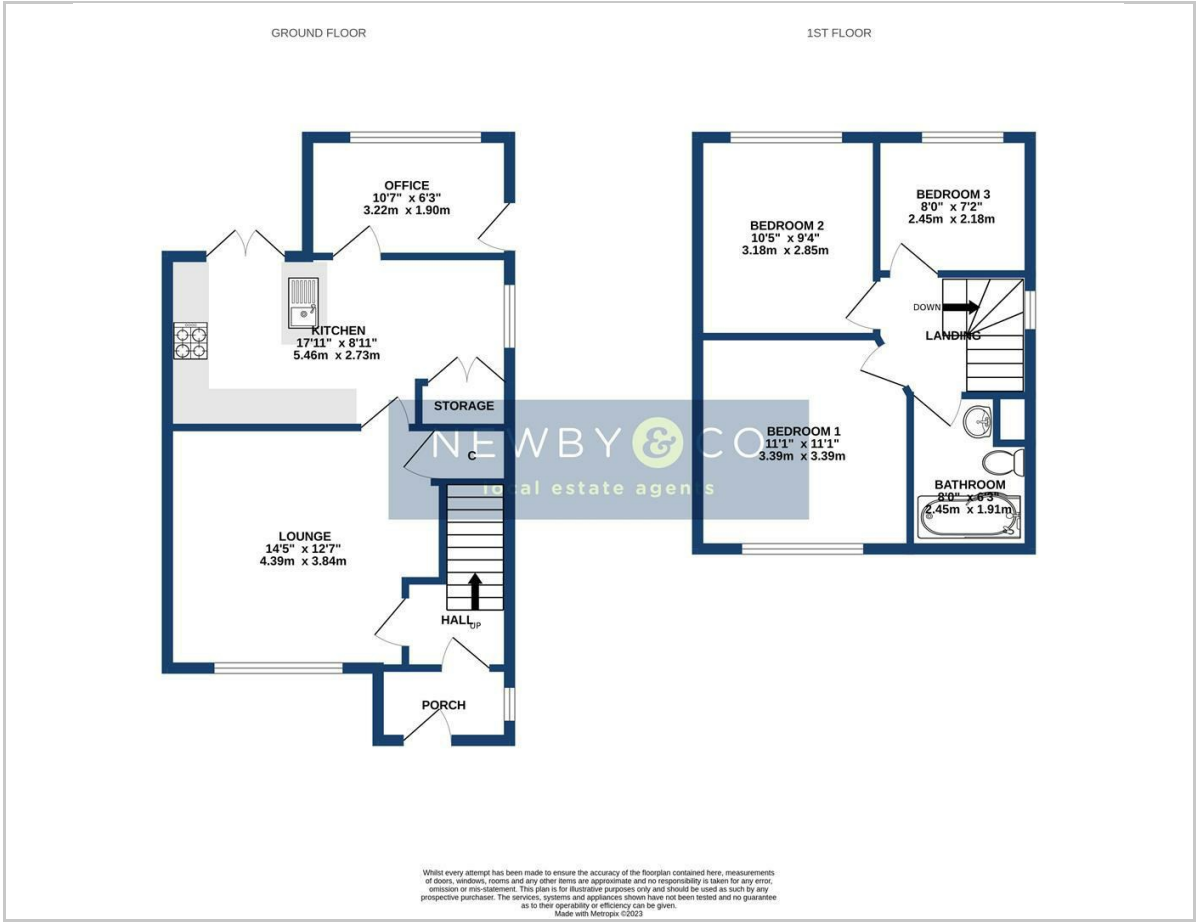 GROUND FLOOR
1ST FLOOR
OFFICE
10'7" x 6'3"
3.22m x 1.90m
KITCHEN
17'11" x 8'11"
5.46m x 2.73m
STORAGE
C
LOUNGE
14'5" x 12'7"
4.39m x 3.84m
HALL
UP
PORCH
BEDROOM 2
10'5" x 9'4"
3.18m x 2.85m
BEDROOM 3
8'0" x 7'2"
2.45m x 2.18m
DOWN
LANDING
BEDROOM 1
11'1" x 11'1"
3.39m x 3.39m
BATHROOM
8'0" x 6'3"
2.45m x 1.91m
NEWBY & CO
local estate agents
Whilst every attempt has been made to ensure the accuracy of the floorplan contained here, measurements
of doors, windows, rooms and any other items are approximate and no responsibility is taken for any error,
omission or mis-statement. This plan is for illustrative purposes only and should be used as such by any
prospective purchaser. The services, systems and appliances shown have not been tested and no guarantee
as to their operability or efficiency can be given.
Made with Metropix ©2023